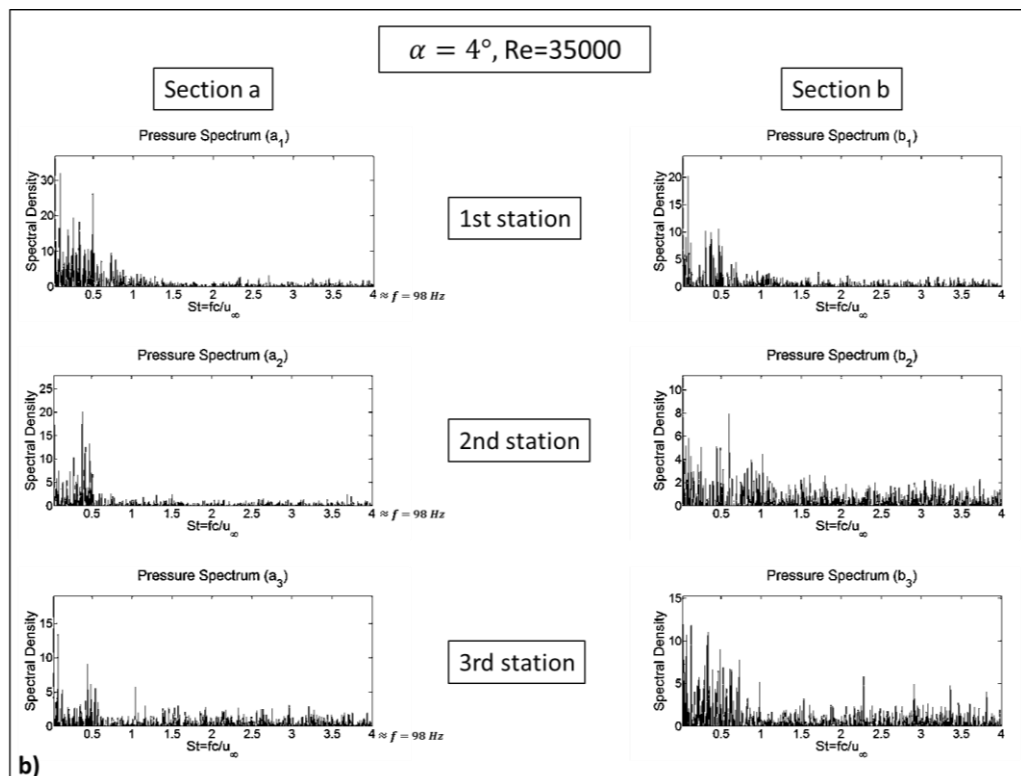 α = 4°, Re=35000
Section a
Section b
Pressure Spectrum (a₁)
Spectral Density
30
20
10
0
0.5 1 1.5 2 2.5 3 3.5 4
≈ f = 98 Hz
St=fc/u∞
1st station
Pressure Spectrum (b₁)
Spectral Density
20
15
10
5
0
0.5 1 1.5 2 2.5 3 3.5 4
St=fc/u∞
Pressure Spectrum (a₂)
Spectral Density
25
20
15
10
5
0
0.5 1 1.5 2 2.5 3 3.5 4
≈ f = 98 Hz
St=fc/u∞
2nd station
Pressure Spectrum (b₂)
Spectral Density
10
8
6
4
2
0
0.5 1 1.5 2 2.5 3 3.5 4
St=fc/u∞
Pressure Spectrum (a₃)
Spectral Density
15
10
5
0
0.5 1 1.5 2 2.5 3 3.5 4
≈ f = 98 Hz
St=fc/u∞
3rd station
Pressure Spectrum (b₃)
Spectral Density
15
10
5
0
0.5 1 1.5 2 2.5 3 3.5 4
St=fc/u∞
b)